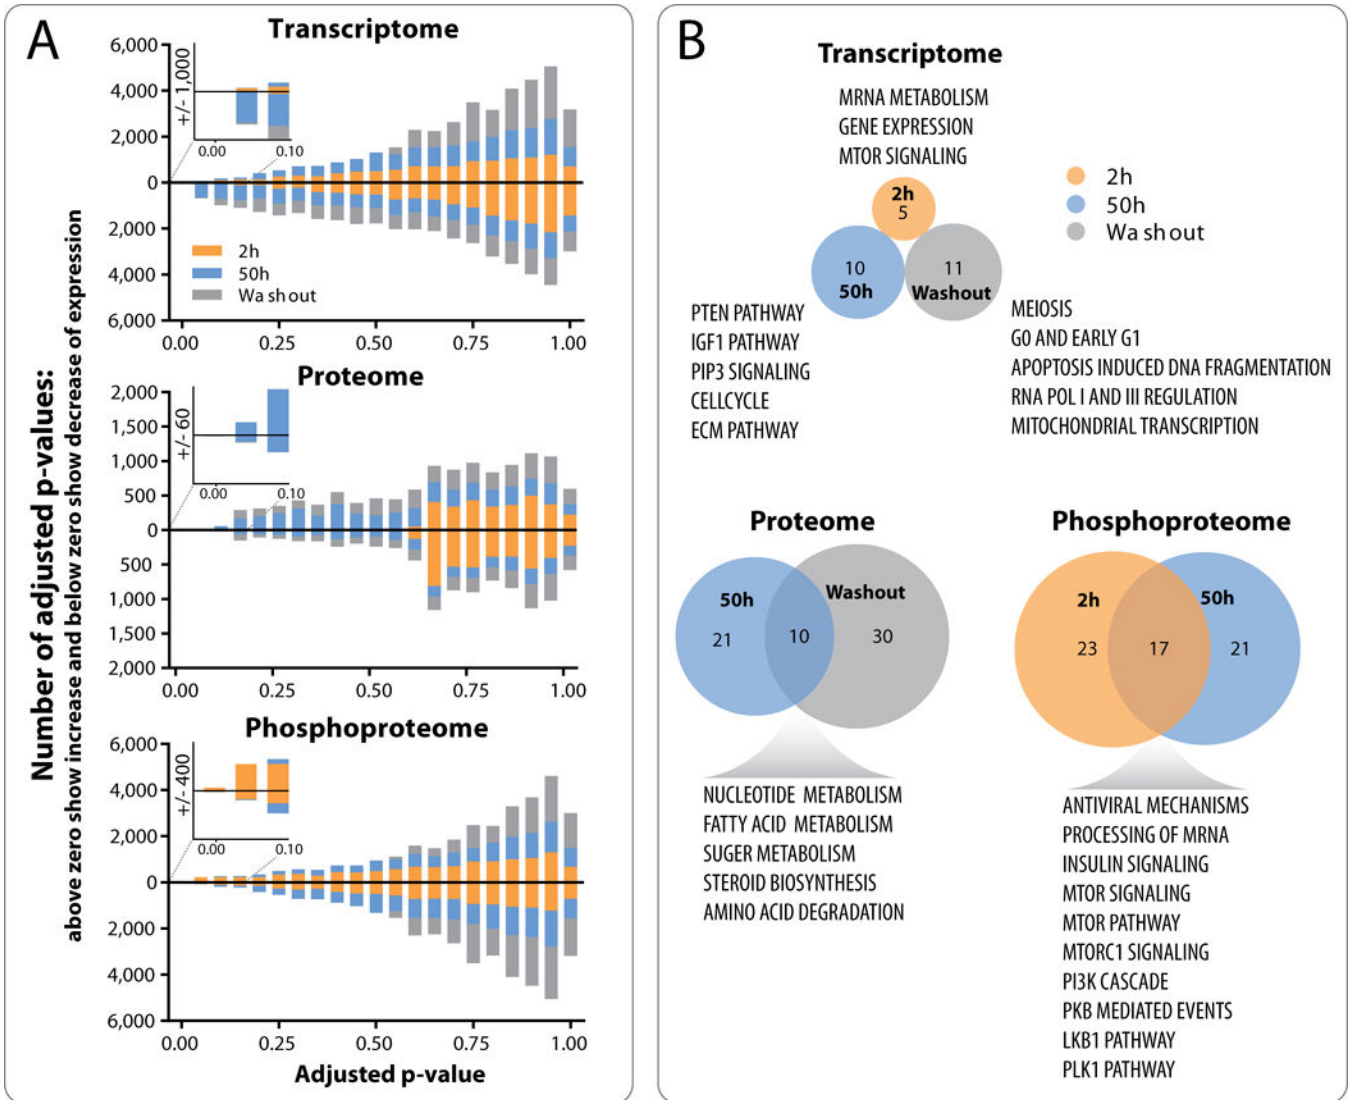 A
Number of adjusted p-values:
above zero show increase and below zero show decrease of expression
Transcriptome
6,000
4,000
2,000
0
2,000
4,000
6,000
+/- 1,000
0.00 0.10
2h
50h
Wa sh out
0.00 0.25 0.50 0.75 1.00
Proteome
2,000
1,500
1,000
500
0
500
1,000
1,500
2,000
+/- 60
0.00 0.10
0.00 0.25 0.50 0.75 1.00
Phosphoproteome
6,000
4,000
2,000
0
2,000
4,000
6,000
+/- 400
0.00 0.10
0.00 0.25 0.50 0.75 1.00
Adjusted p-value
B
Transcriptome
MRNA METABOLISM
GENE EXPRESSION
MTOR SIGNALING
2h
5
10
50h
11
Washout
2h
50h
Wa sh out
PTEN PATHWAY
IGF1 PATHWAY
PIP3 SIGNALING
CELLCYCLE
ECM PATHWAY
MEIOSIS
G0 AND EARLY G1
APOPTOSIS INDUCED DNA FRAGMENTATION
RNA POL I AND III REGULATION
MITOCHONDRIAL TRANSCRIPTION
Proteome
50h
Washout
21 10 30
NUCLEOTIDE METABOLISM
FATTY ACID METABOLISM
SUGER METABOLISM
STEROID BIOSYNTHESIS
AMINO ACID DEGRADATION
Phosphoproteome
2h 50h
23 17 21
ANTIVIRAL MECHANISMS
PROCESSING OF MRNA
INSULIN SIGNALING
MTOR SIGNALING
MTOR PATHWAY
MTORC1 SIGNALING
PI3K CASCADE
PKB MEDIATED EVENTS
LKB1 PATHWAY
PLK1 PATHWAY